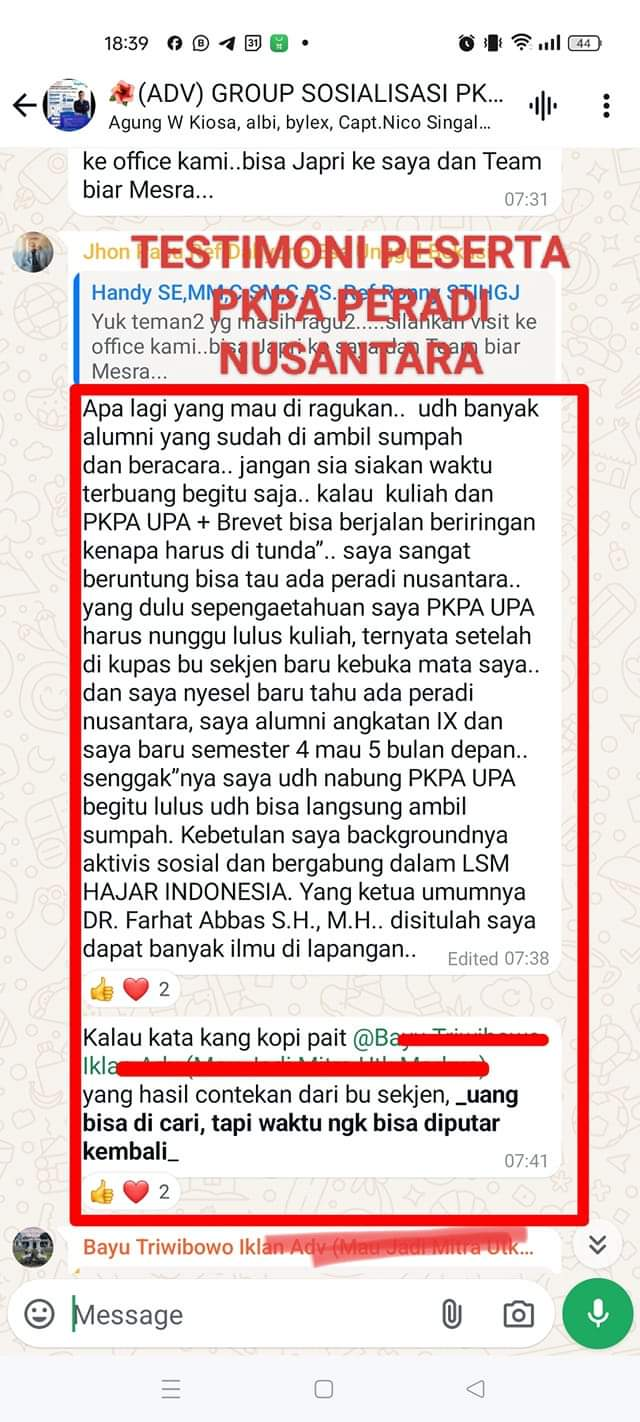 18:39
31
44
(ADV) GROUP SOSIALISASI PK...
Agung W Kiosa, albi, bylex, Capt.Nico Singal...
ke office kami..bisa Japri ke saya dan Team
biar Mesra...
07:31
TESTIMONI PESERTA
PKPA PERADI
NUSANTARA
Jhon
Handy SE,MM,C.SM,C.PS. Ref Ronny STIHGJ
Yuk teman2 yg masih ragu2.....silahkan visit ke
office kami..bisa Japri ke saya dan Team biar
Mesra...
Apa lagi yang mau di ragukan.. udh banyak
alumni yang sudah di ambil sumpah
dan beracara.. jangan sia siakan waktu
terbuang begitu saja.. kalau kuliah dan
PKPA UPA + Brevet bisa berjalan beriringan
kenapa harus di tunda”.. saya sangat
beruntung bisa tau ada peradi nusantara..
yang dulu sepengaetahuan saya PKPA UPA
harus nunggu lulus kuliah, ternyata setelah
di kupas bu sekjen baru kebuka mata saya..
dan saya nyesel baru tahu ada peradi
nusantara, saya alumni angkatan IX dan
saya baru semester 4 mau 5 bulan depan..
senggak”nya saya udh nabung PKPA UPA
begitu lulus udh bisa langsung ambil
sumpah. Kebetulan saya backgroundnya
aktivis sosial dan bergabung dalam LSM
HAJAR INDONESIA. Yang ketua umumnya
DR. Farhat Abbas S.H., M.H.. disitulah saya
dapat banyak ilmu di lapangan..
Edited 07:38
2
Kalau kata kang kopi pait @Bayu Triwibowo
Iklan Adv (Mau Jadi Mitra Utk
yang hasil contekan dari bu sekjen, _uang
bisa di cari, tapi waktu ngk bisa diputar
kembali_
07:41
2
Bayu Triwibowo Iklan Adv (Mau Jadi Mitra Utk...
Message